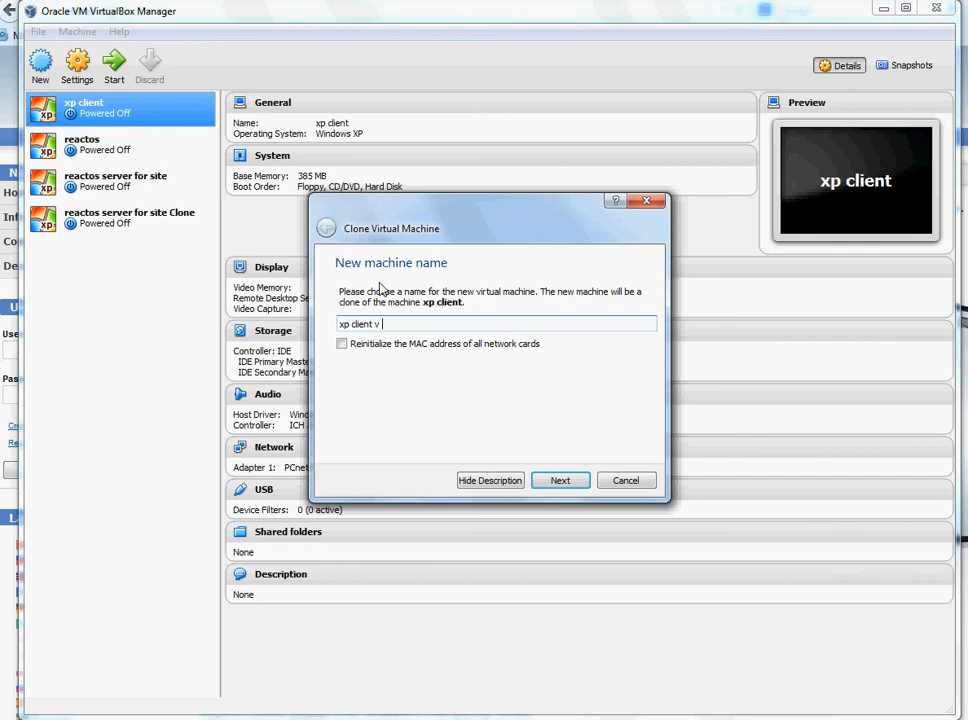 Oracle VM VirtualBox Manager
File Machine Help
New Settings Start Discard
Details Snapshots
xp client
Powered Off
reactos
Powered Off
reactos server for site
Powered Off
reactos server for site Clone
Powered Off
General
Name: xp client
Operating System: Windows XP
System
Base Memory: 385 MB
Boot Order: Floppy, CD/DVD, Hard Disk
Preview
xp client
Display
Video Memory:
Remote Desktop Se
Video Capture:
Storage
Controller: IDE
IDE Primary Maste
IDE Secondary Ma
Audio
Host Driver: Wind
Controller: ICH A
Network
Adapter 1: PCnet
USB
Device Filters: 0 (0 active)
Shared folders
None
Description
None
Clone Virtual Machine
New machine name
Please choose a name for the new virtual machine. The new machine will be a
clone of the machine xp client.
xp client v
Reinitialize the MAC address of all network cards
Hide Description Next Cancel